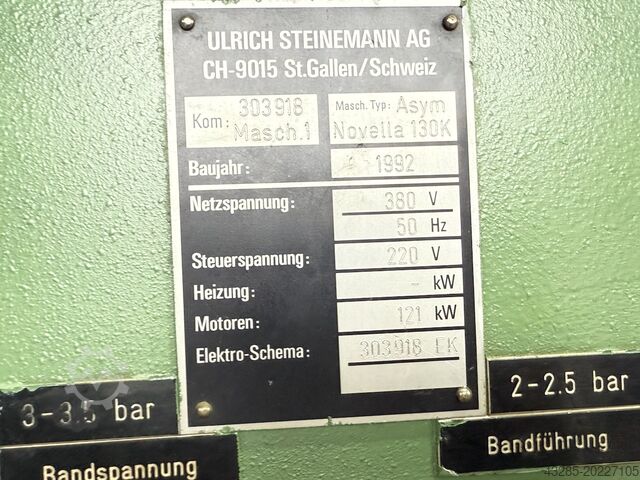 ULRICH STEINEMANN AG
CH-9015 St.Gallen/Schweiz
Kom: 303918 Masch.1
Masch. Typ: Asym Novella 130K
Baujahr: 1992
Netzspannung: 380 V
50 Hz
Steuerspannung: 220 V
Heizung: - kW
Motoren: 121 kW
Elektro-Schema: 303918 EK
3-3.5 bar
2-2.5 bar
Bandspannung
Bandführung
13285-20227105